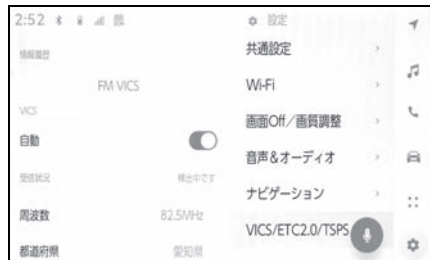 2:52
情報履歴
FM VICS
VICS
自動
受信状況
検出中です
周波数
82.5MHz
都道府県
愛知県
設定
共通設定
Wi-Fi
画面Off／画質調整
音声&オーディオ
ナビゲーション
VICS/ETC2.0/TSPS